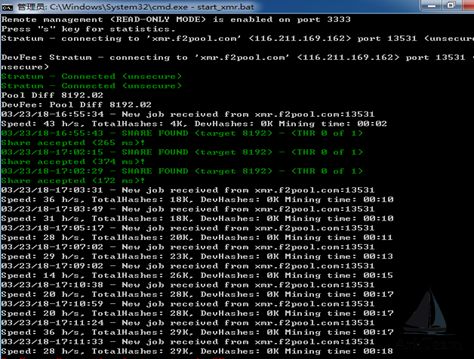 管理员: C:\Windows\System32\cmd.exe - start_xmr.bat
Remote management (READ-ONLY MODE) is enabled on port 3333
Press "s" key for statistics.
Stratum - connecting to 'xmr.f2pool.com' (116.211.169.162) port 13531 (unsecure)
DevFee: Stratum - connecting to 'xmr.f2pool.com' (116.211.169.162) port 13531 (u
nsecure)
Stratum - Connected (unsecure)
Stratum - Connected (unsecure)
Pool Diff 8192.02
DevFee: Pool Diff 8192.02
03/23/18-16:55:34 - New job received from xmr.f2pool.com:13531
Speed: 43 h/s, TotalHashes: 4K, DevHashes: 0K Mining time: 00:02
03/23/18-16:55:43 - SHARE FOUND (target 8192) - (THR 0 of 1)
Share accepted (265 ms)!
03/23/18-17:02:15 - SHARE FOUND (target 8192) - (THR 0 of 1)
Share accepted (374 ms)!
03/23/18-17:02:29 - SHARE FOUND (target 8192) - (THR 0 of 1)
Share accepted (172 ms)!
03/23/18-17:03:31 - New job received from xmr.f2pool.com:13531
Speed: 36 h/s, TotalHashes: 18K, DevHashes: 0K Mining time: 00:10
03/23/18-17:03:49 - New job received from xmr.f2pool.com:13531
Speed: 31 h/s, TotalHashes: 18K, DevHashes: 0K Mining time: 00:10
03/23/18-17:05:17 - New job received from xmr.f2pool.com:13531
Speed: 28 h/s, TotalHashes: 20K, DevHashes: 0K Mining time: 00:11
03/23/18-17:07:02 - New job received from xmr.f2pool.com:13531
Speed: 29 h/s, TotalHashes: 23K, DevHashes: 0K Mining time: 00:13
03/23/18-17:09:02 - New job received from xmr.f2pool.com:13531
Speed: 14 h/s, TotalHashes: 26K, DevHashes: 0K Mining time: 00:15
03/23/18-17:10:38 - New job received from xmr.f2pool.com:13531
Speed: 20 h/s, TotalHashes: 28K, DevHashes: 0K Mining time: 00:17
03/23/18-17:10:59 - New job received from xmr.f2pool.com:13531
Speed: 20 h/s, TotalHashes: 28K, DevHashes: 0K Mining time: 00:17
03/23/18-17:11:24 - New job received from xmr.f2pool.com:13531
Speed: 36 h/s, TotalHashes: 29K, DevHashes: 0K Mining time: 00:17
03/23/18-17:11:33 - New job received from xmr.f2pool.com:13531
Speed: 28 h/s, TotalHashes: 29K, DevHashes: 0K Mining time: 00:18